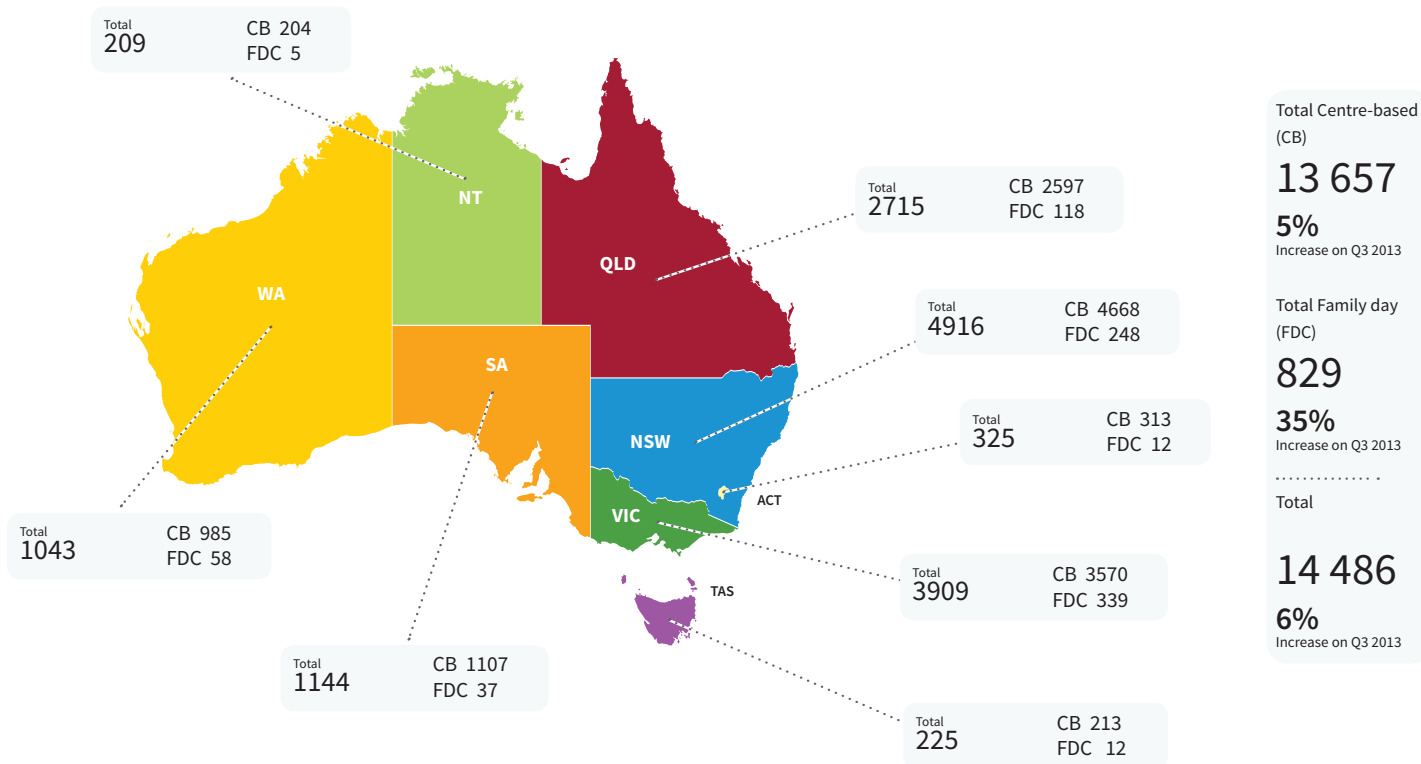 Total
209
CB 204
FDC 5
NT
Total
2715
CB 2597
FDC 118
QLD
WA
Total
4916
CB 4668
FDC 248
SA
NSW
Total
325
CB 313
FDC 12
ACT
VIC
Total
1043
CB 985
FDC 58
Total
3909
CB 3570
FDC 339
TAS
Total
1144
CB 1107
FDC 37
Total
225
CB 213
FDC 12
Total Centre-based
(CB)
13 657
5%
Increase on Q3 2013
Total Family day
(FDC)
829
35%
Increase on Q3 2013
Total
14 486
6%
Increase on Q3 2013